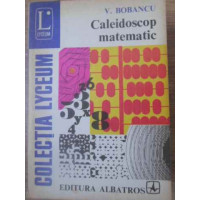 L
LYCEUM
V. BOBANCU
Caleidoscop
matematic
COLECȚIA LYCEUM
EDITURA ALBATROS